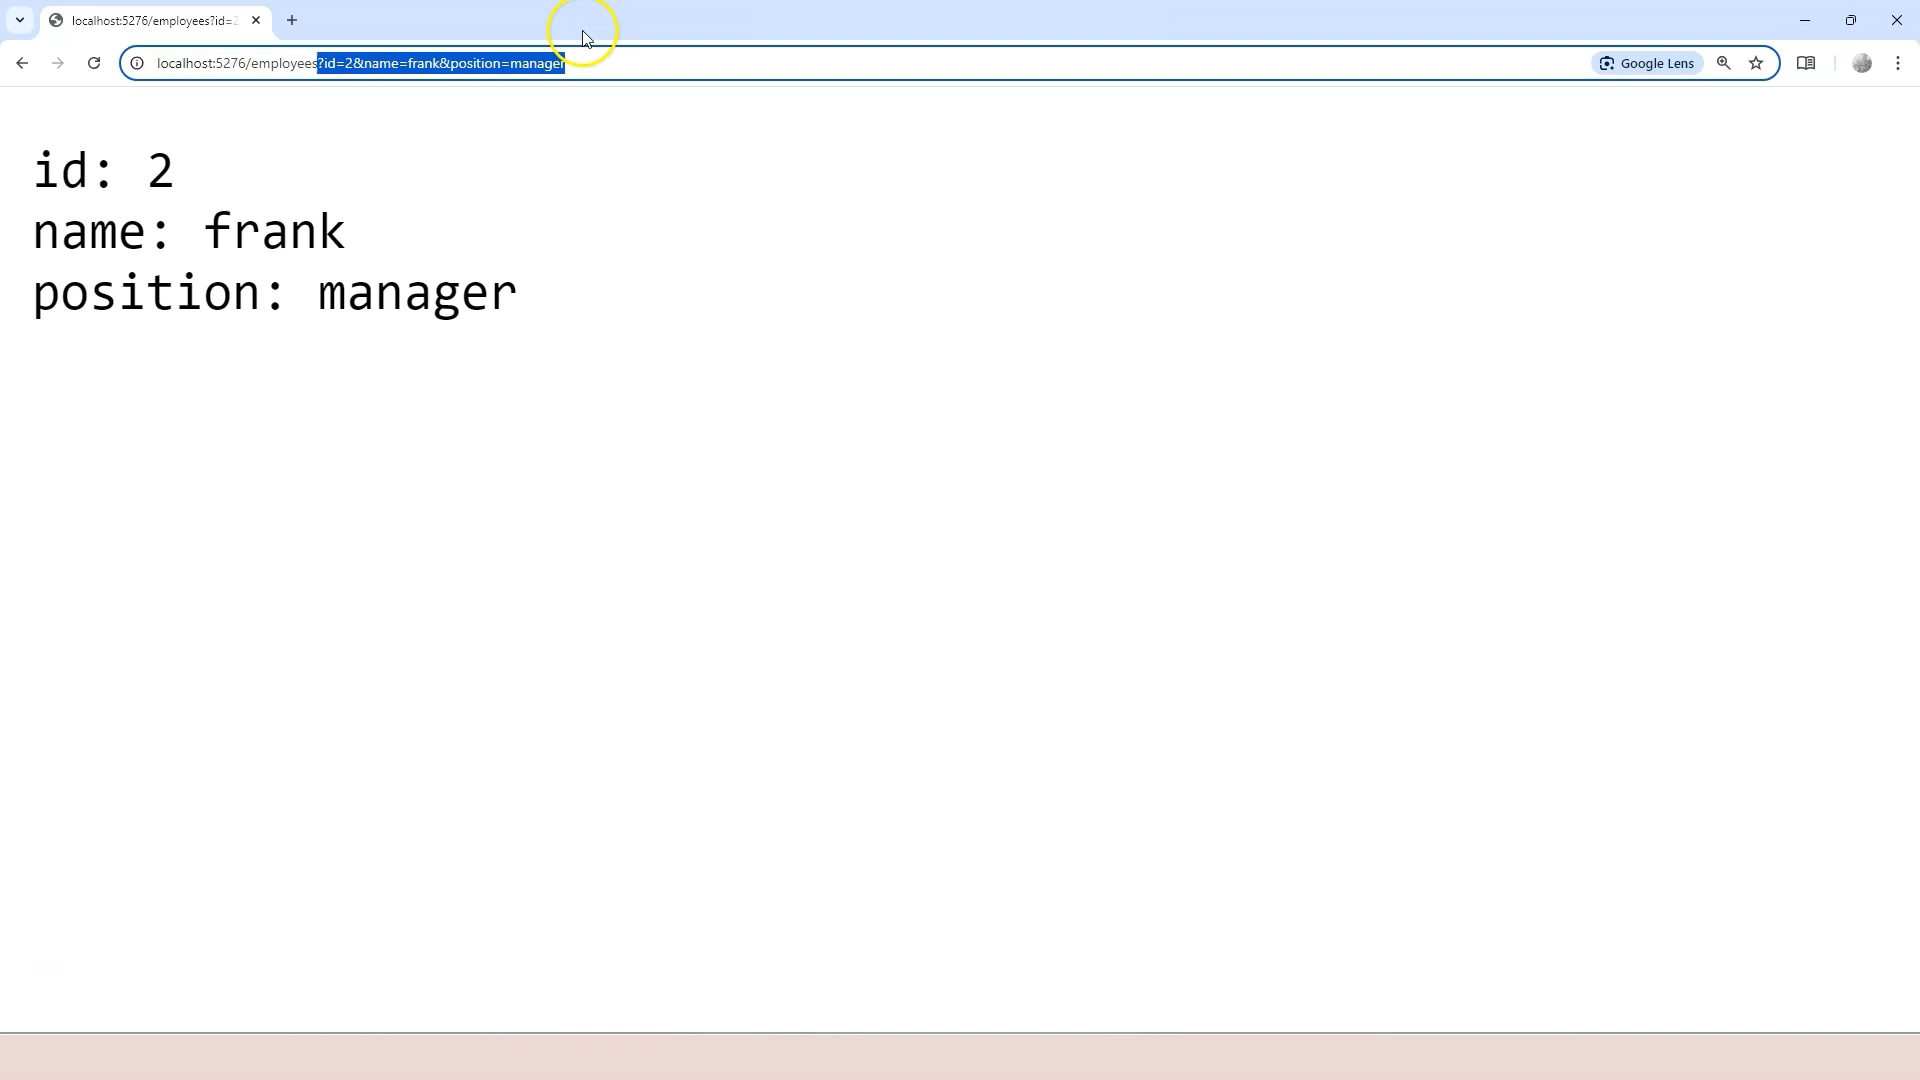 localhost:5276/employees?id=2
localhost:5276/employees?id=2&name=frank&position=manager
Google Lens
id: 2
name: frank
position: manager